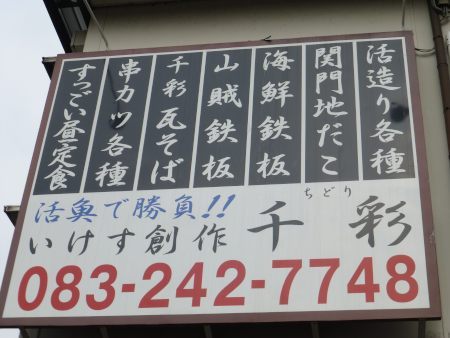 活造り各種
関門地だこ
海鮮鉄板
山賊鉄板
千彩瓦そば
串カツ各種
すっごい昼定食
活魚で勝負!!
ちどり
いけす創作 千彩
083-242-7748